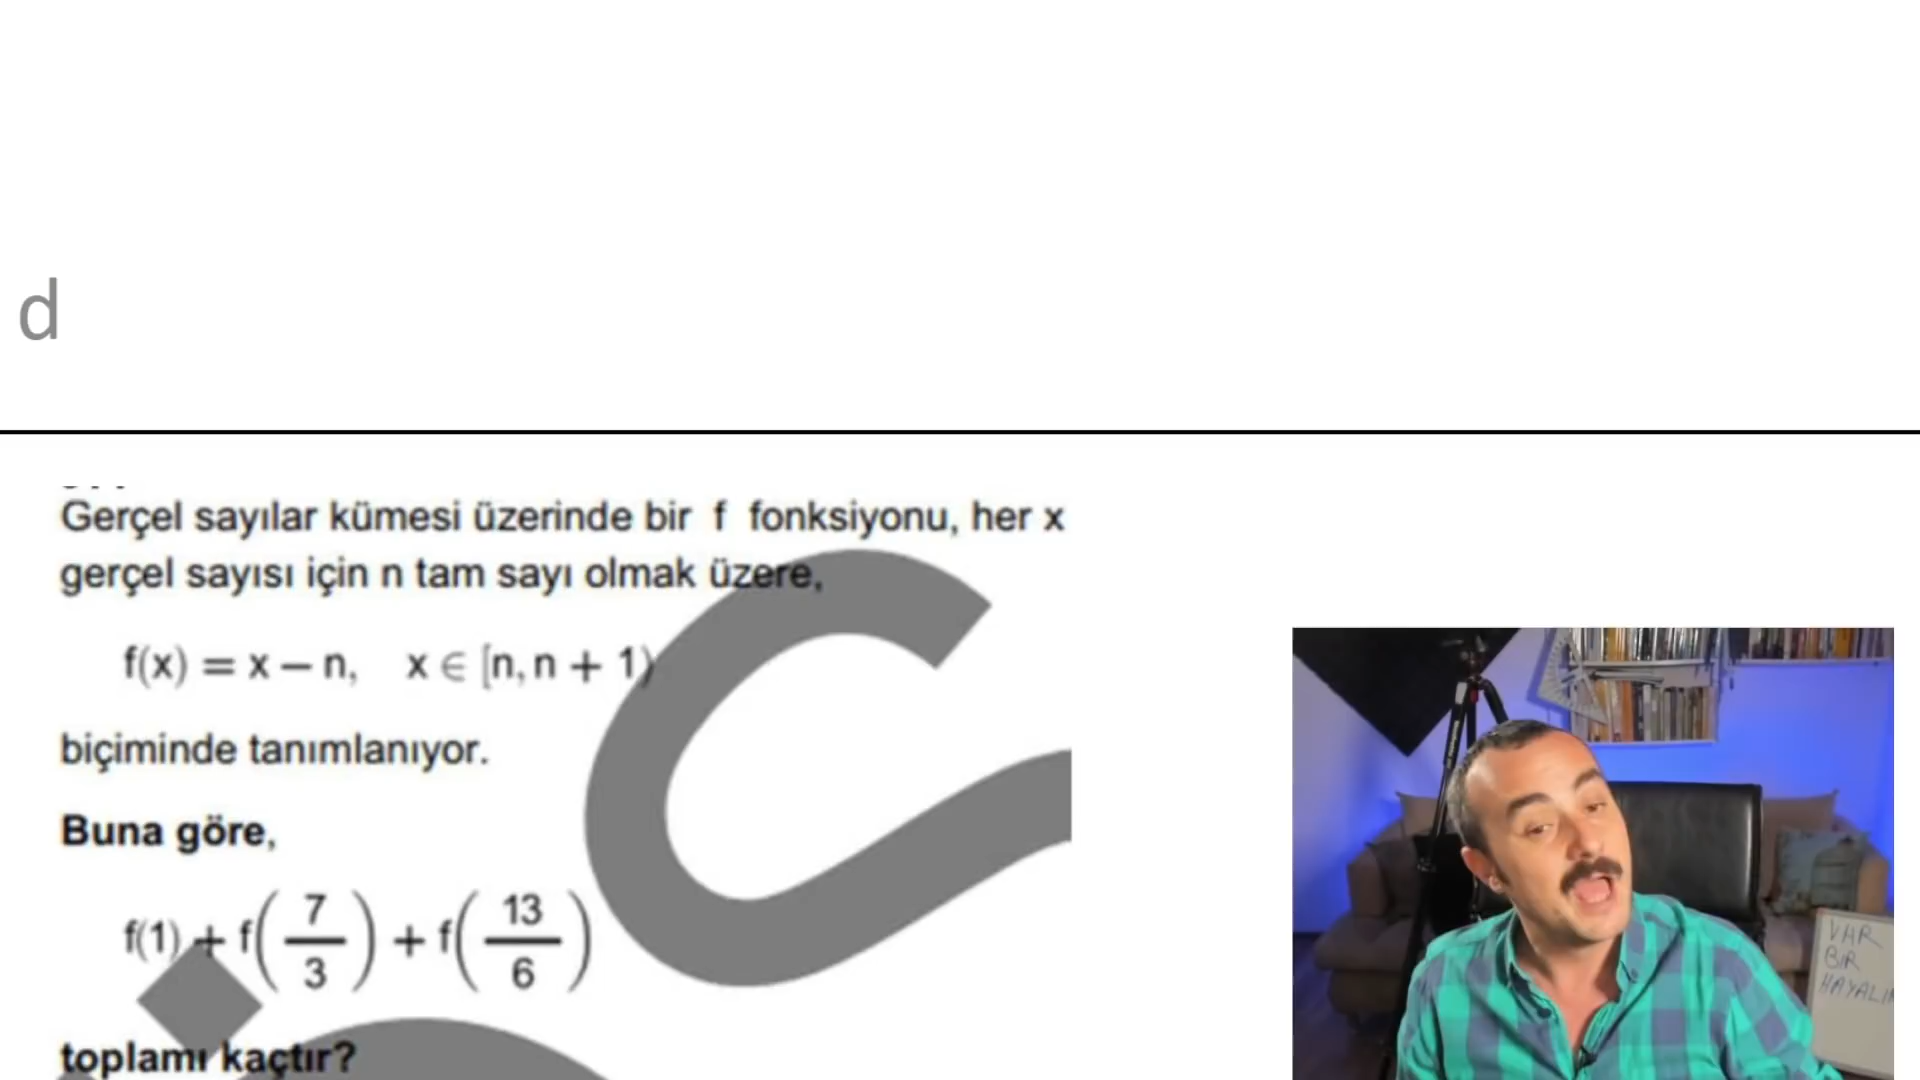 d
Gerçel sayılar kümesi üzerinde bir f fonksiyonu, her x
gerçel sayısı için n tam sayı olmak üzere,
f(x) = x – n, x ∈ [n, n + 1)
biçiminde tanımlanıyor.
Buna göre,
f(1) + f(7/3) + f(13/6)
toplamı kaçtır?
VAR
BİR